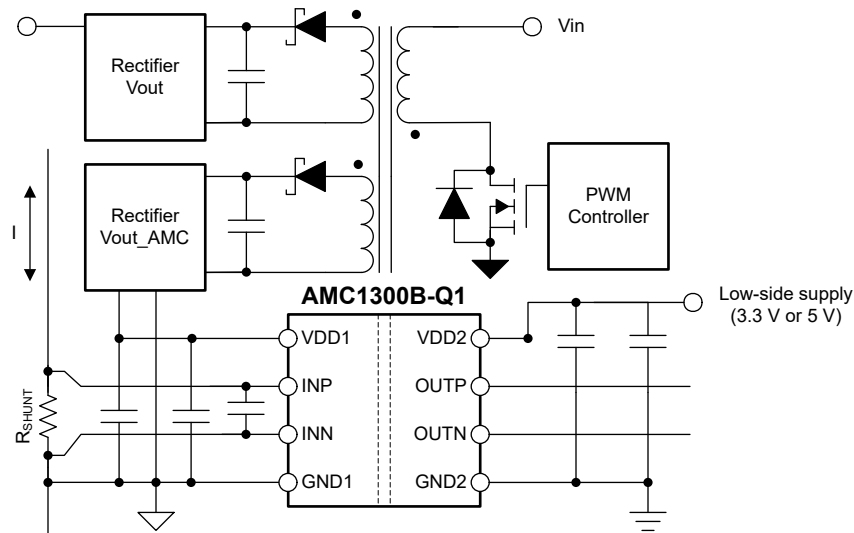 Vin
Rectifier
Vout
Rectifier
Vout_AMC
PWM
Controller
I
AMC1300B-Q1
Low-side supply
(3.3 V or 5 V)
VDD1
VDD2
INP
OUTP
RSHUNT
INN
OUTN
GND1
GND2